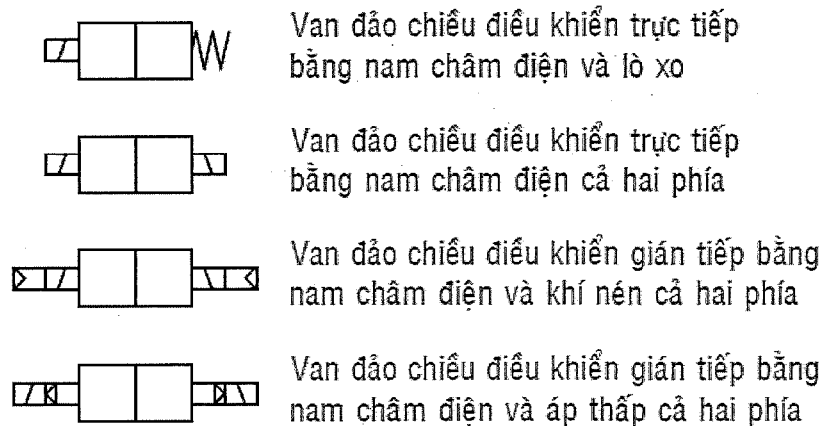 Van đảo chiều điều khiển trực tiếp
bằng nam châm điện và lò xo
Van đảo chiều điều khiển trực tiếp
bằng nam châm điện cả hai phía
Van đảo chiều điều khiển gián tiếp bằng
nam châm điện và khí nén cả hai phía
Van đảo chiều điều khiển gián tiếp bằng
nam châm điện và áp thấp cả hai phía